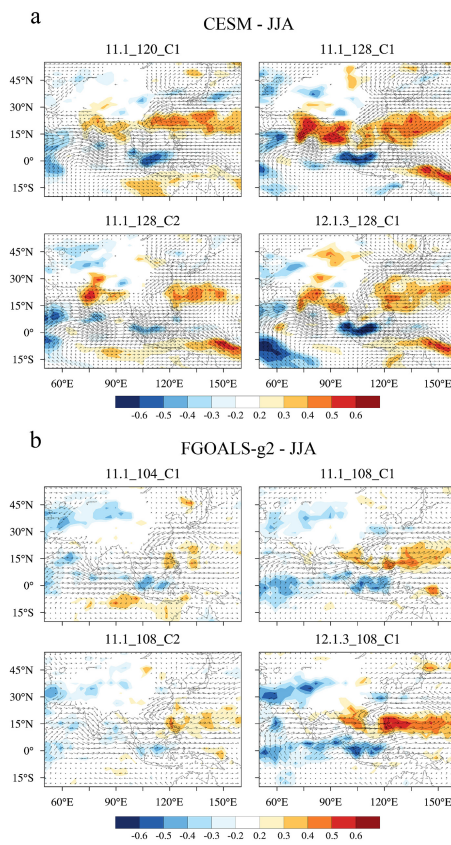 a
CESM - JJA
11.1_120_C1 11.1_128_C1
45°N
30°N
15°N
0°
15°S
11.1_128_C2 12.1.3_128_C1
45°N
30°N
15°N
0°
15°S
60°E 90°E 120°E 150°E 60°E 90°E 120°E 150°E
-0.6 -0.5 -0.4 -0.3 -0.2 0.2 0.3 0.4 0.5 0.6
b
FGOALS-g2 - JJA
11.1_104_C1 11.1_108_C1
45°N
30°N
15°N
0°
15°S
11.1_108_C2 12.1.3_108_C1
45°N
30°N
15°N
0°
15°S
60°E 90°E 120°E 150°E 60°E 90°E 120°E 150°E
-0.6 -0.5 -0.4 -0.3 -0.2 0.2 0.3 0.4 0.5 0.6